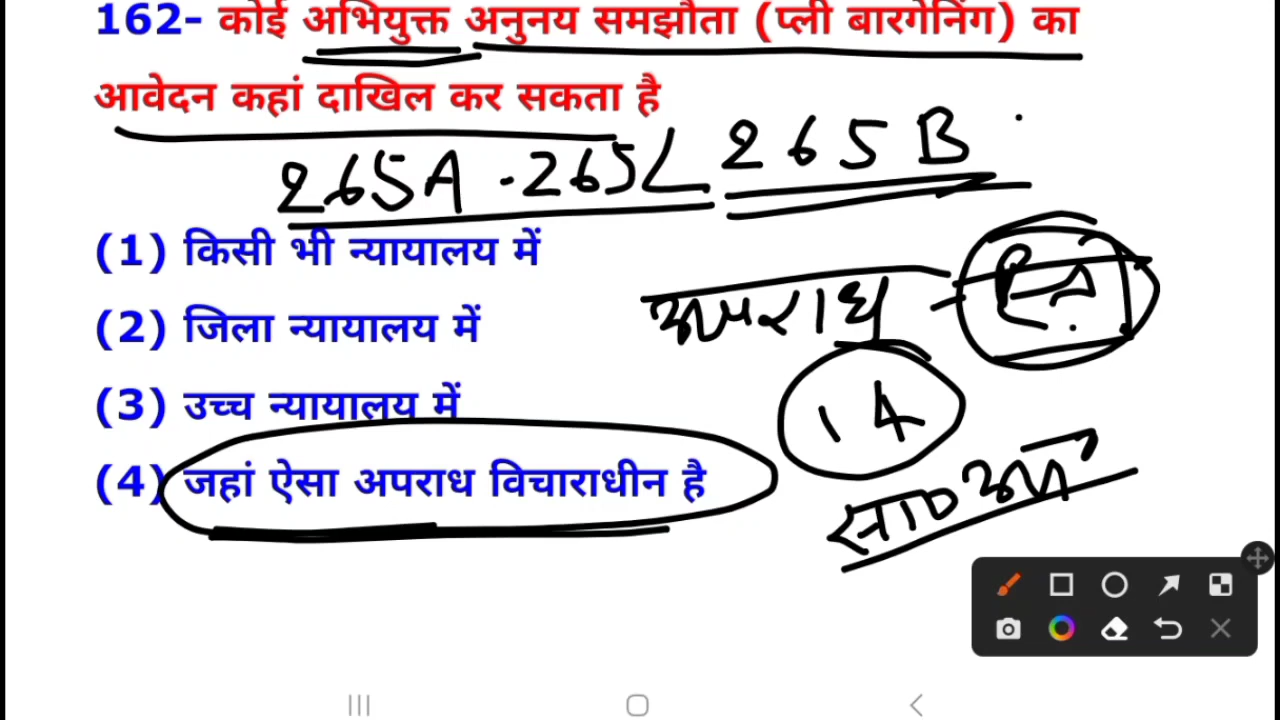 162- कोई अभियुक्त अनुनय समझौता (प्ली बारगेनिंग) का
आवेदन कहां दाखिल कर सकता है
265A - 265L 265 B
(1) किसी भी न्यायालय में
अपराध -
(2) जिला न्यायालय में
(3) उच्च न्यायालय में
14
(4) जहां ऐसा अपराध विचाराधीन है